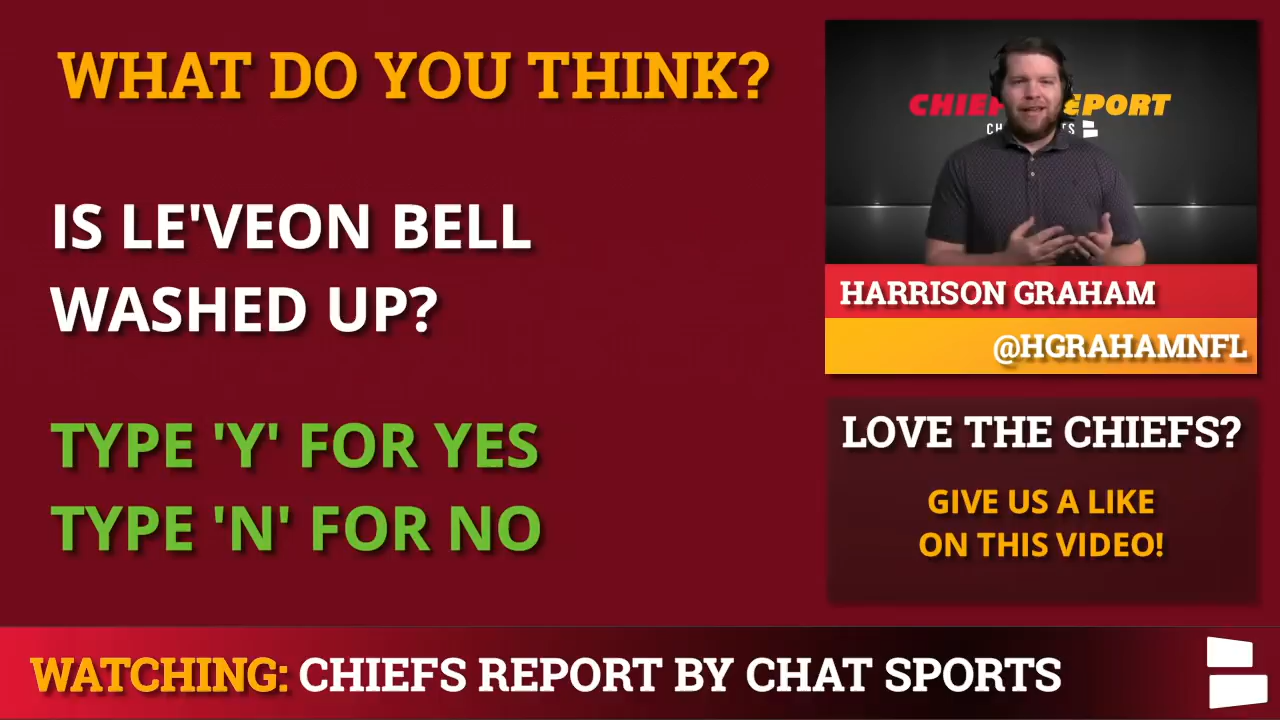 WHAT DO YOU THINK?
IS LE'VEON BELL
WASHED UP?
TYPE 'Y' FOR YES
TYPE 'N' FOR NO
HARRISON GRAHAM
@HGRAHAMNFL
LOVE THE CHIEFS?
GIVE US A LIKE
ON THIS VIDEO!
WATCHING: CHIEFS REPORT BY CHAT SPORTS